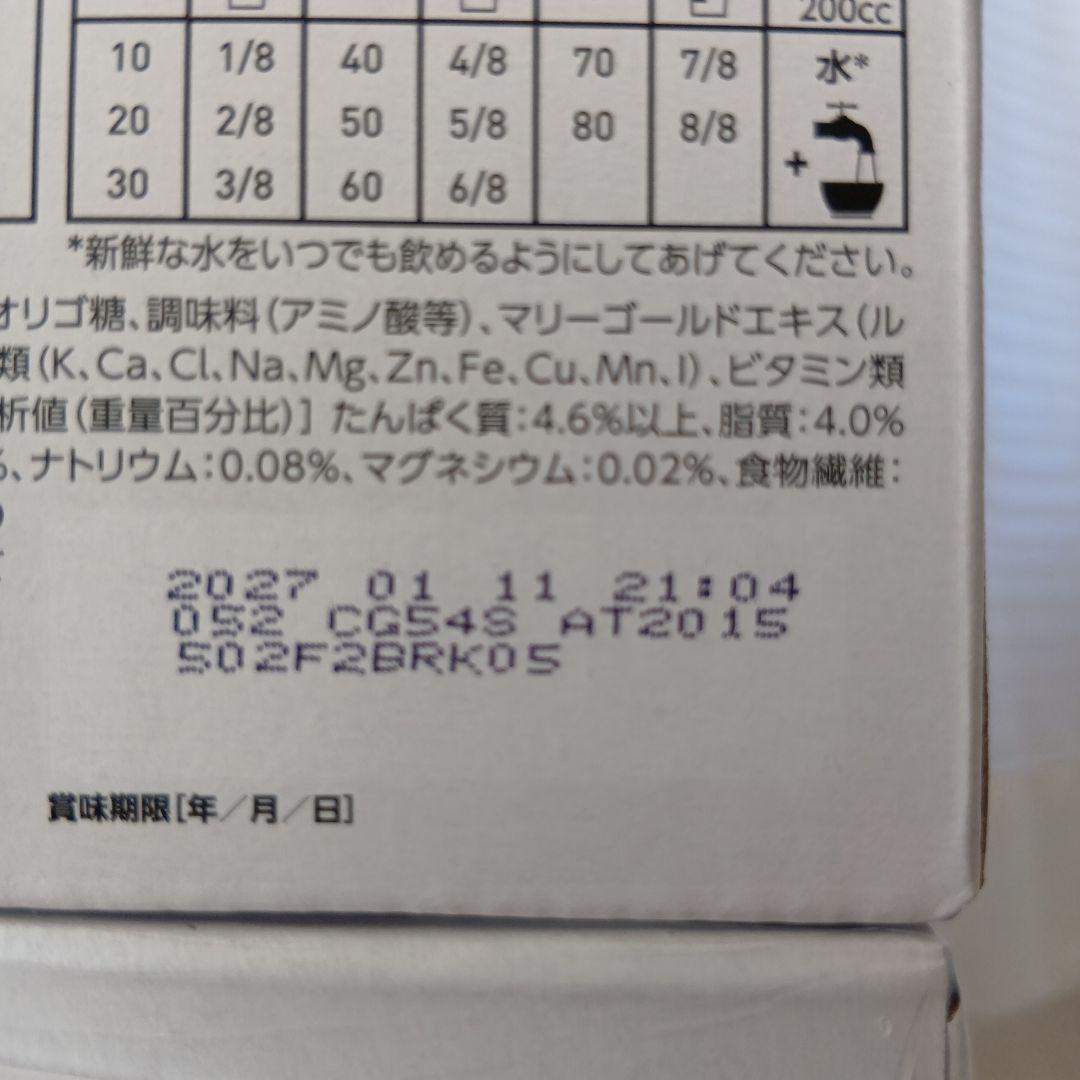 200cc
10 1/8 40 4/8 70 7/8 水*
20 2/8 50 5/8 80 8/8
+
30 3/8 60 6/8
*新鮮な水をいつでも飲めるようにしてあげてください。
オリゴ糖、調味料（アミノ酸等）、マリーゴールドエキス（ル
類（K、Ca、Cl、Na、Mg、Zn、Fe、Cu、Mn、I）、ビタミン類
析値（重量百分比）］ たんぱく質：4.6%以上、脂質：4.0%
%、ナトリウム：0.08%、マグネシウム：0.02%、食物繊維：
2027 01 11 21:04
052 CG54S AT2015
502F2BRK05
賞味期限［年／月／日］